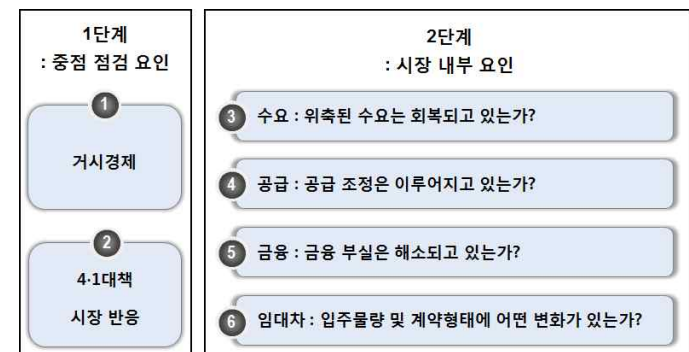 1단계
: 중점 점검 요인
1
거시경제
2
4·1대책
시장 반응
2단계
: 시장 내부 요인
3 수요 : 위축된 수요는 회복되고 있는가?
4 공급 : 공급 조정은 이루어지고 있는가?
5 금융 : 금융 부실은 해소되고 있는가?
6 임대차 : 입주물량 및 계약형태에 어떤 변화가 있는가?